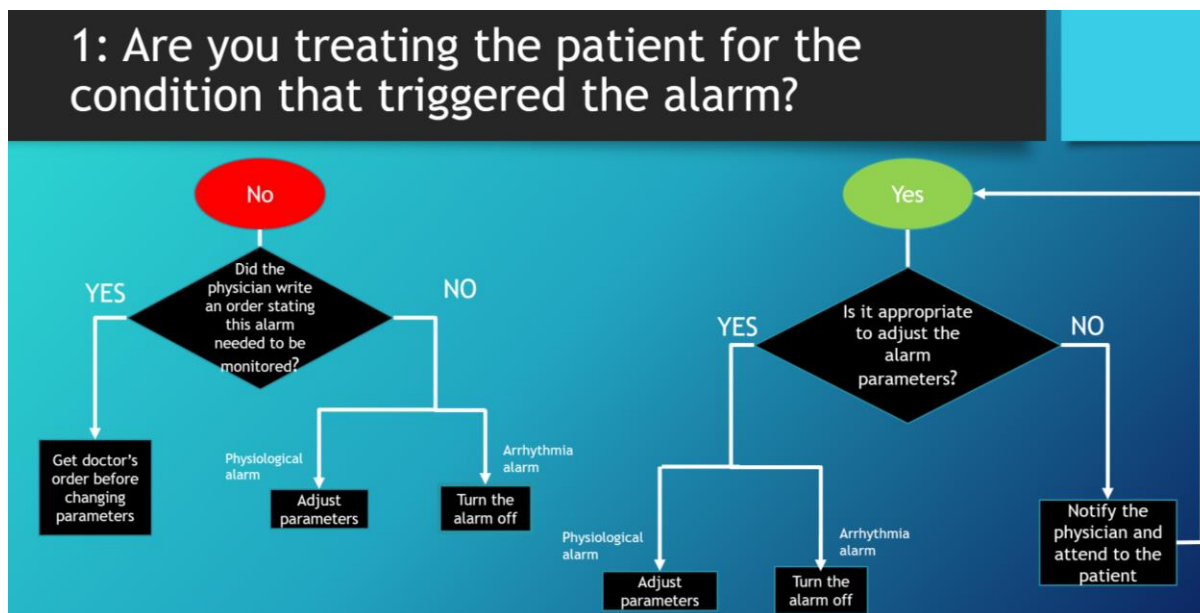 1: Are you treating the patient for the
condition that triggered the alarm?
No
Did the
physician write
an order stating
this alarm
needed to be
monitored?
YES
NO
Get doctor's
order before
changing
parameters
Physiological
alarm
Adjust
parameters
Arrhythmia
alarm
Turn the
alarm off
Yes
Is it appropriate
to adjust the
alarm
parameters?
YES
NO
Physiological
alarm
Adjust
parameters
Arrhythmia
alarm
Turn the
alarm off
Notify the
physician and
attend to the
patient